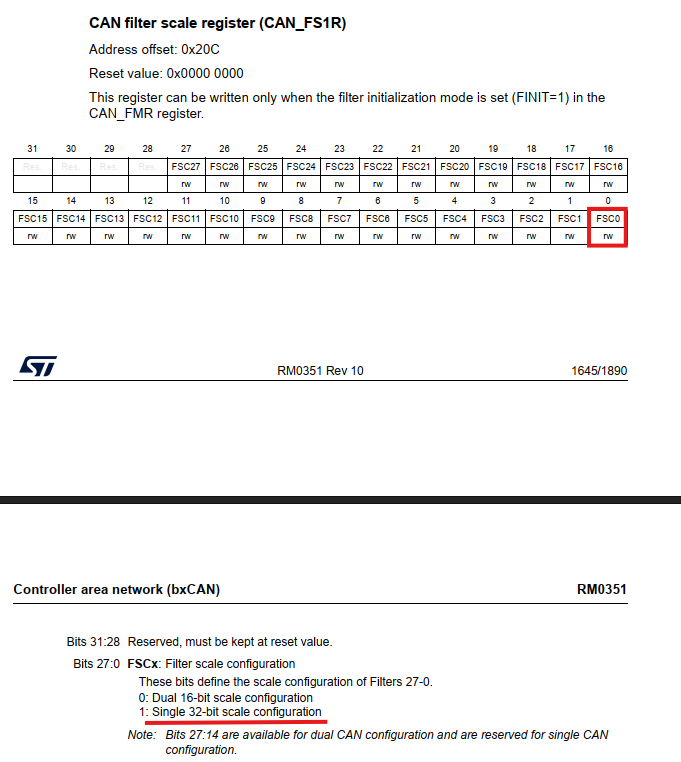 CAN filter scale register (CAN_FS1R)
Address offset: 0x20C
Reset value: 0x0000 0000
This register can be written only when the filter initialization mode is set (FINIT=1) in the
CAN_FMR register.
31 30 29 28 27 26 25 24 23 22 21 20 19 18 17 16
Res. Res. Res. Res. FSC27 FSC26 FSC25 FSC24 FSC23 FSC22 FSC21 FSC20 FSC19 FSC18 FSC17 FSC16
rw rw rw rw rw rw rw rw rw rw rw rw
15 14 13 12 11 10 9 8 7 6 5 4 3 2 1 0
FSC15 FSC14 FSC13 FSC12 FSC11 FSC10 FSC9 FSC8 FSC7 FSC6 FSC5 FSC4 FSC3 FSC2 FSC1 FSC0
rw rw rw rw rw rw rw rw rw rw rw rw rw rw rw rw
ST RM0351 Rev 10 1645/1890
Controller area network (bxCAN) RM0351
Bits 31:28 Reserved, must be kept at reset value.
Bits 27:0 FSCx: Filter scale configuration
These bits define the scale configuration of Filters 27-0.
0: Dual 16-bit scale configuration
1: Single 32-bit scale configuration
Note: Bits 27:14 are available for dual CAN configuration and are reserved for single CAN
configuration.